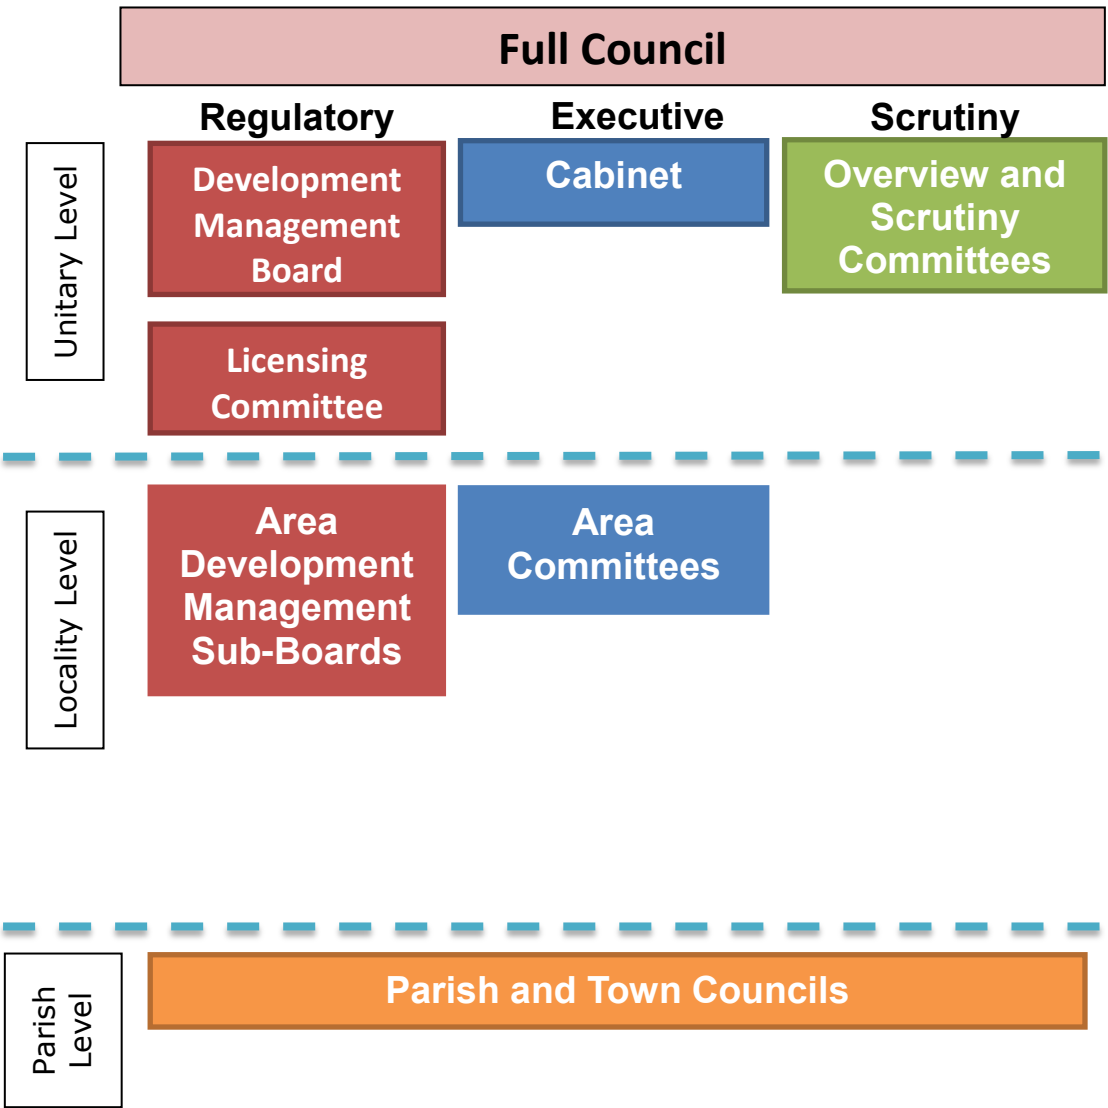 Full Council
Regulatory
Executive
Scrutiny
Unitary Level
Development
Management
Board
Cabinet
Overview and
Scrutiny
Committees
Licensing
Committee
Locality Level
Area
Development
Management
Sub-Boards
Area
Committees
Parish
Level
Parish and Town Councils